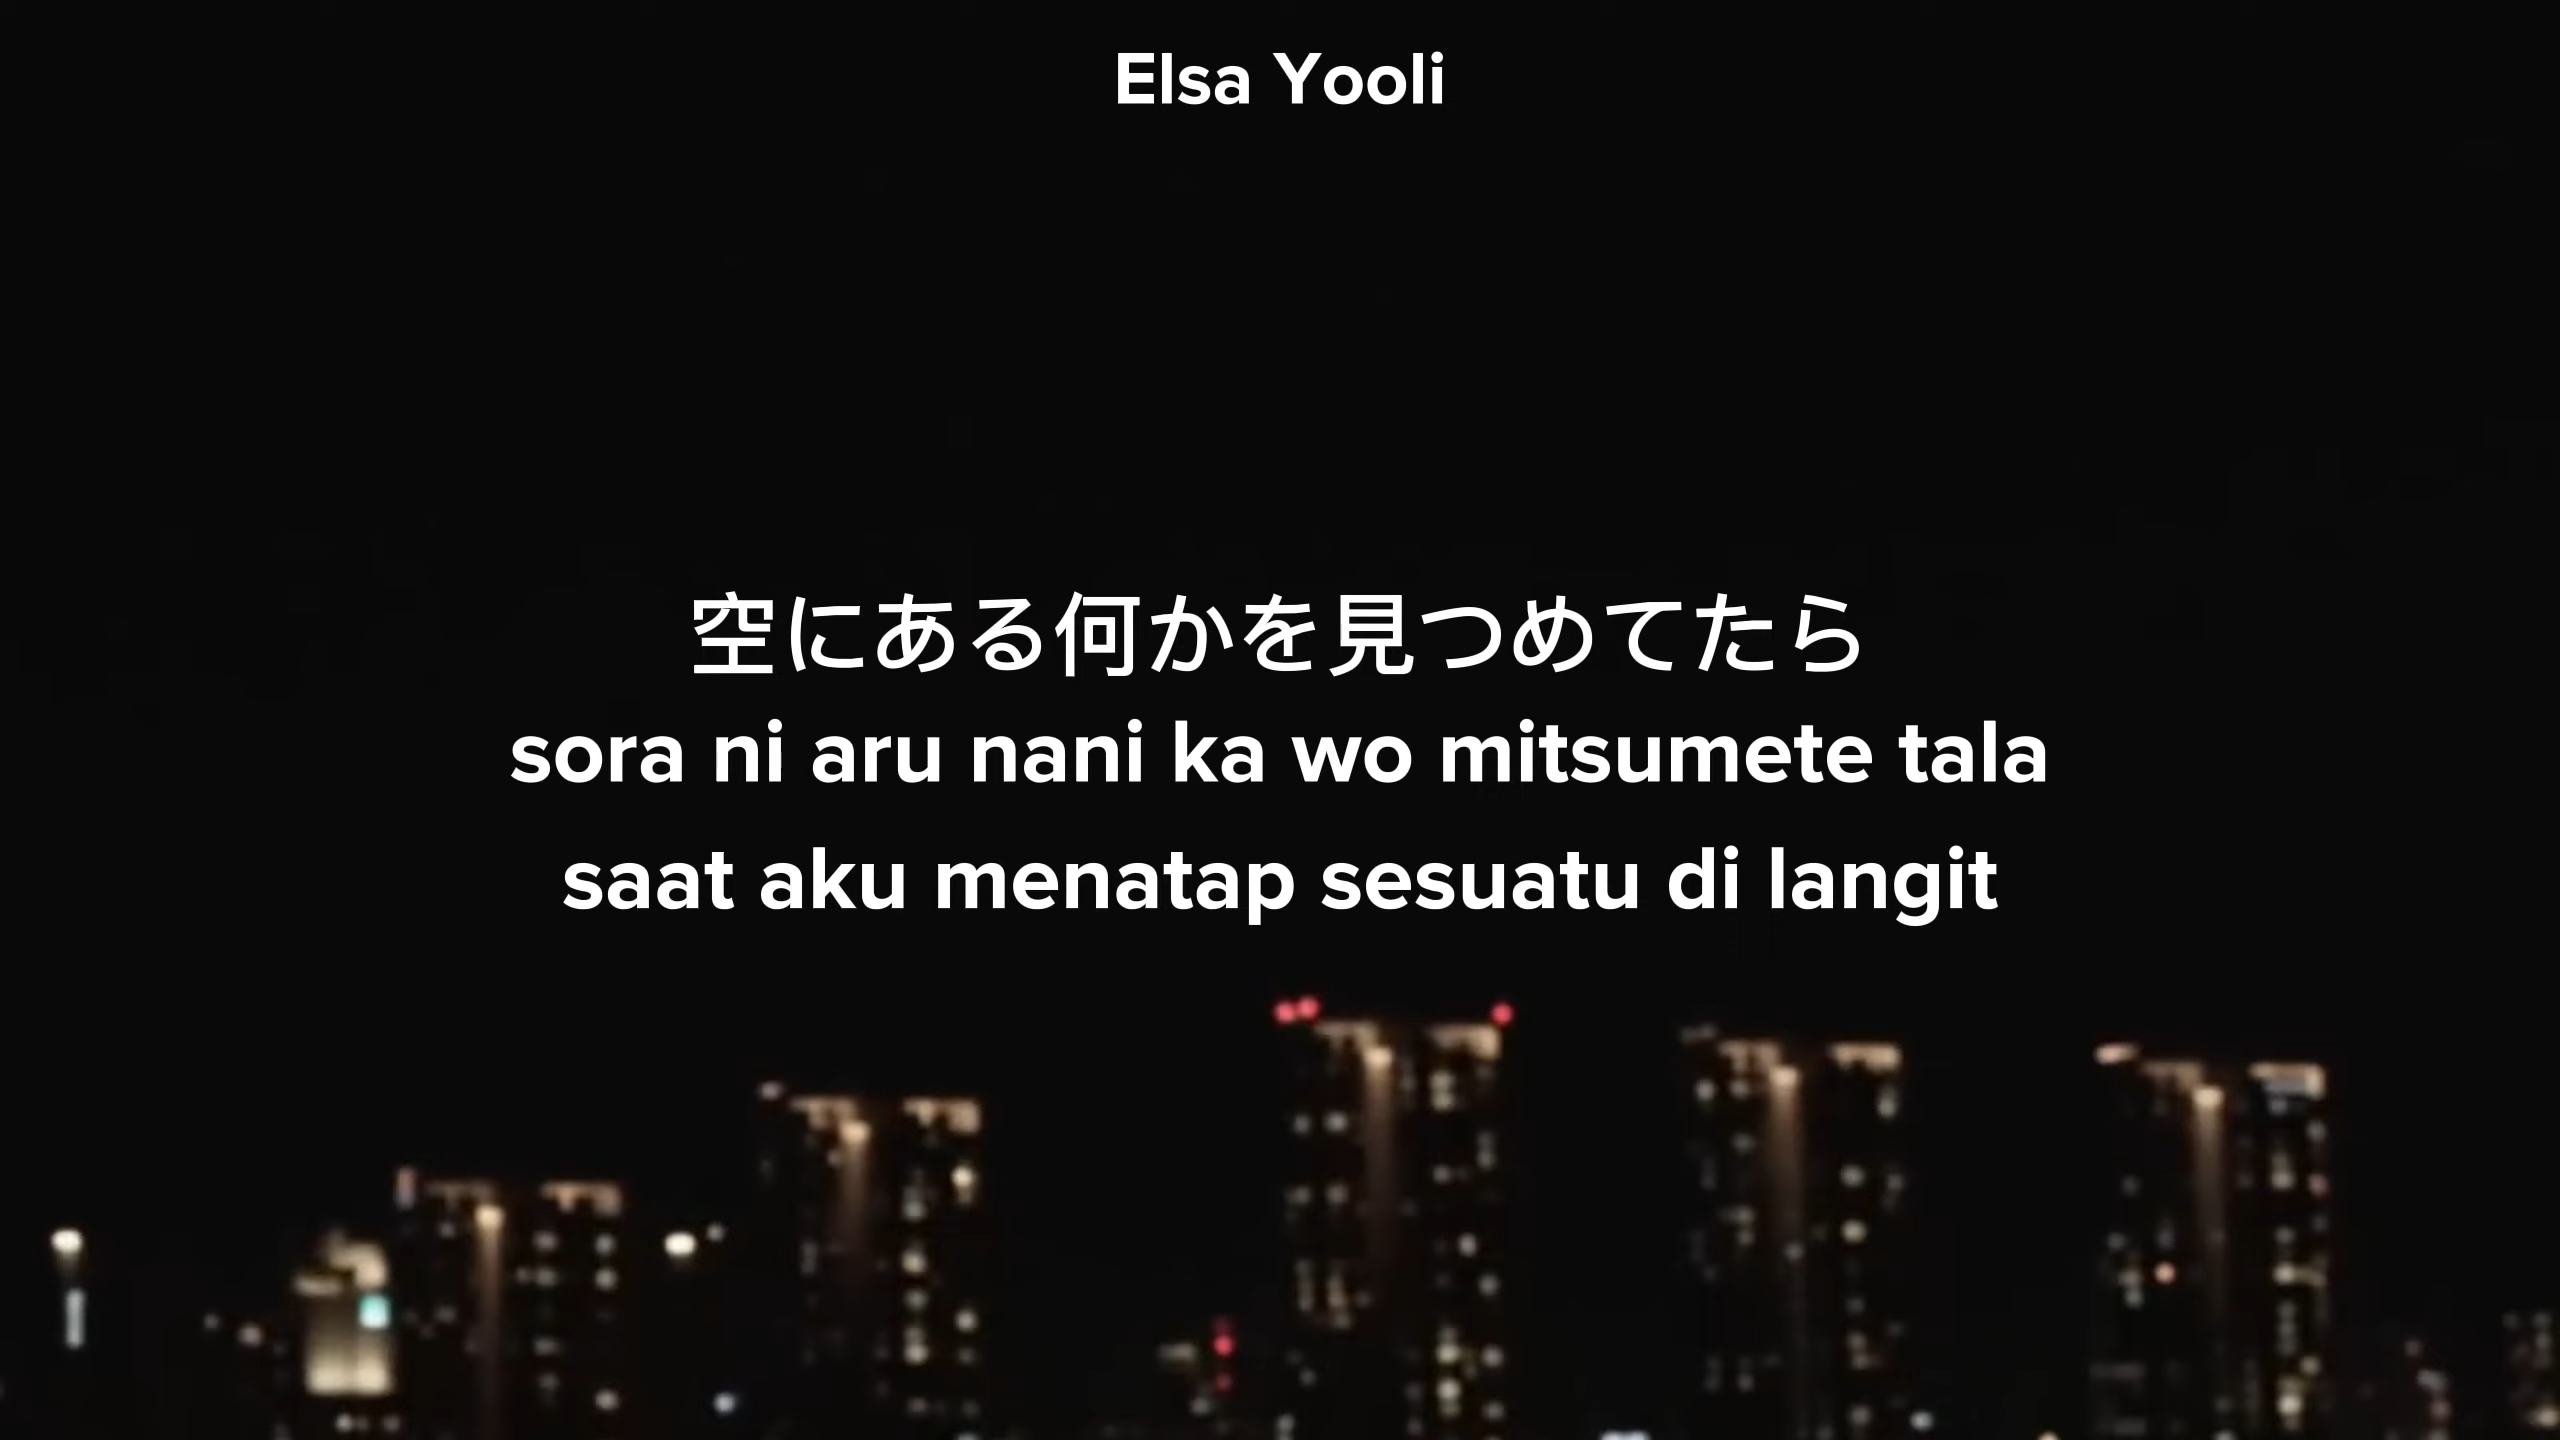 Elsa Yooli
空にある何かを見つめてたら
sora ni aru nani ka wo mitsumete tala
saat aku menatap sesuatu di langit